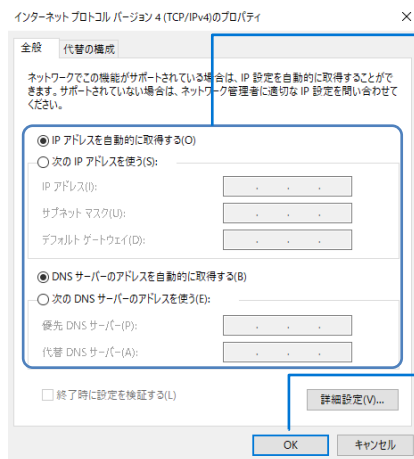 インターネット プロトコル バージョン 4 (TCP/IPv4)のプロパティ
全般 代替の構成
ネットワークでこの機能がサポートされている場合は、IP 設定を自動的に取得することがで
きます。サポートされていない場合は、ネットワーク管理者に適切な IP 設定を問い合わせて
ください。
IP アドレスを自動的に取得する(O)
次の IP アドレスを使う(S):
IP アドレス(I):
サブネット マスク(U):
デフォルト ゲートウェイ(D):
DNS サーバーのアドレスを自動的に取得する(B)
次の DNS サーバーのアドレスを使う(E):
優先 DNS サーバー(P):
代替 DNS サーバー(A):
終了時に設定を検証する(L)
詳細設定(V)...
OK キャンセル